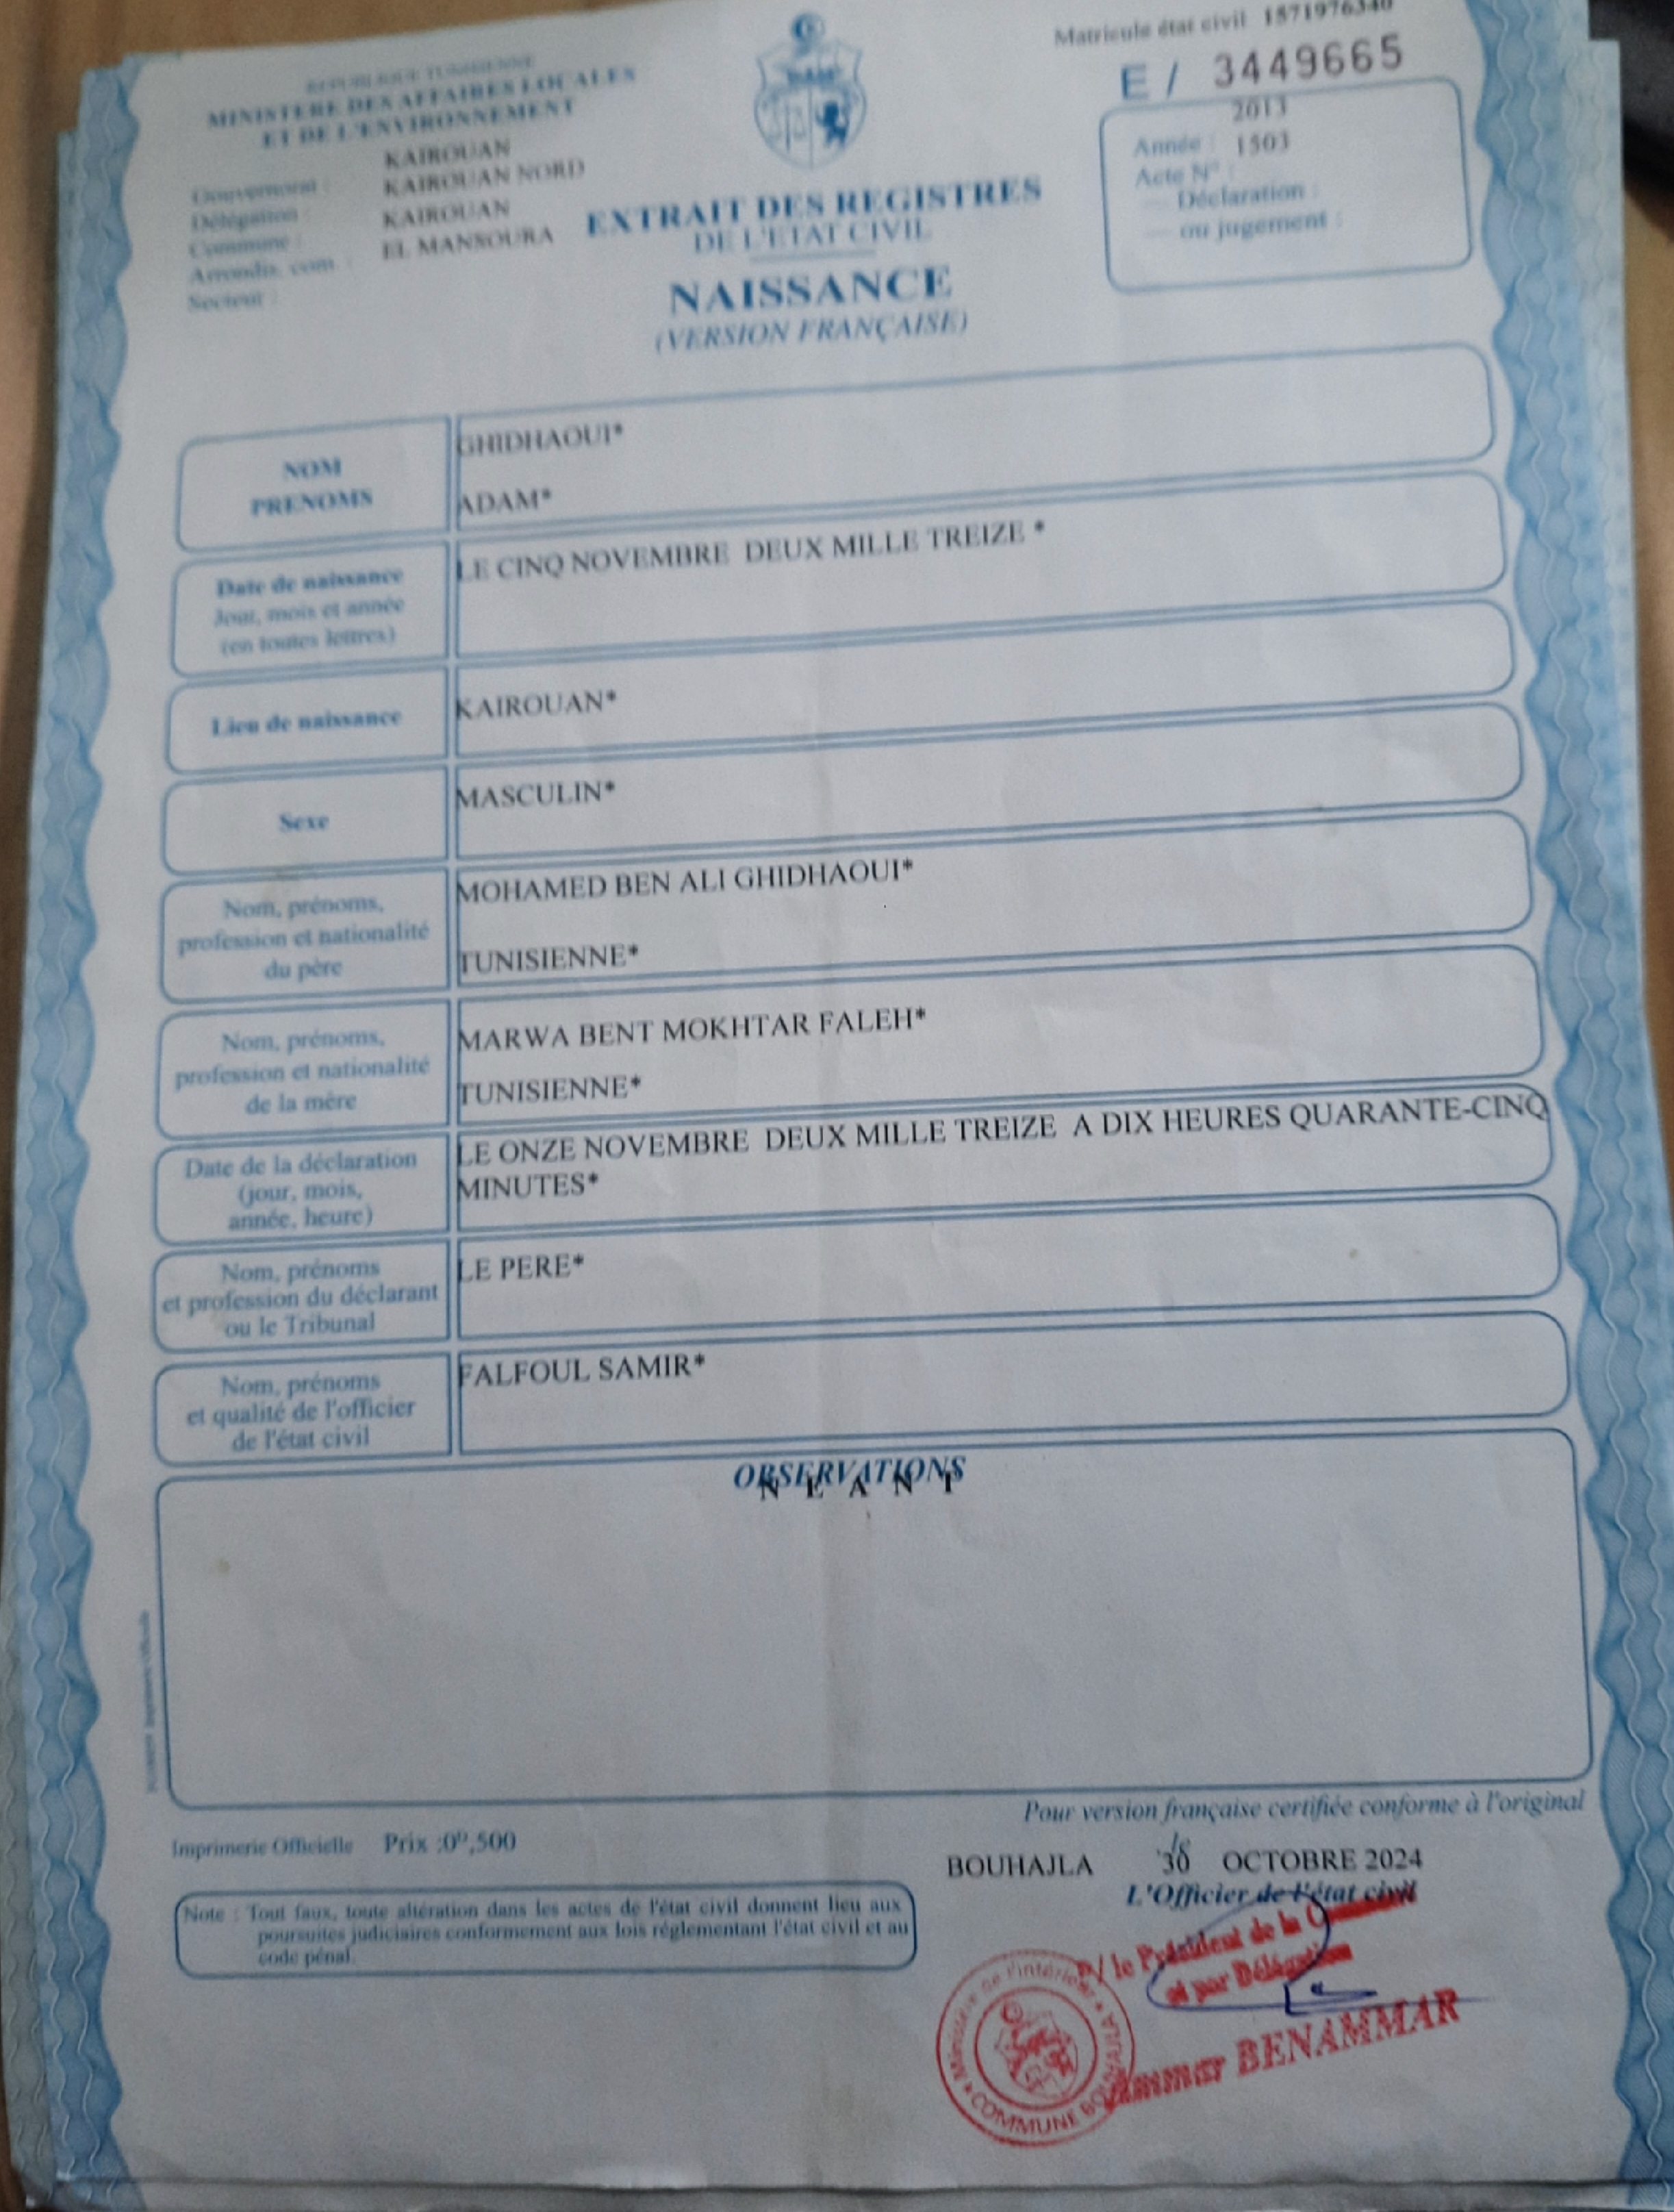 Matricule état civil 1571976340
REPUBLIQUE TUNISIENNE
MINISTERE DES AFFAIRES LOCALES
ET DE L'ENVIRONNEMENT
E / 3449665
2013
Année : 1503
Acte N° :
— Déclaration :
— ou jugement :
KAIROUAN
Gouvernorat : KAIROUAN NORD
Délégation : KAIROUAN
Commune : EL MANSOURA
Arrondis. com. :
Secteur :
EXTRAIT DES REGISTRES
DE L'ETAT CIVIL
NAISSANCE
(VERSION FRANÇAISE)
NOM
PRENOMS
GHIDHAOUI*
ADAM*
Date de naissance
Jour, mois et année
(en toutes lettres)
LE CINQ NOVEMBRE DEUX MILLE TREIZE *
Lieu de naissance
KAIROUAN*
Sexe
MASCULIN*
Nom, prénoms,
profession et nationalité
du père
MOHAMED BEN ALI GHIDHAOUI*
TUNISIENNE*
Nom, prénoms,
profession et nationalité
de la mère
MARWA BENT MOKHTAR FALEH*
TUNISIENNE*
Date de la déclaration
(jour, mois,
année, heure)
LE ONZE NOVEMBRE DEUX MILLE TREIZE A DIX HEURES QUARANTE-CINQ
MINUTES*
Nom, prénoms
et profession du déclarant
ou le Tribunal
LE PERE*
Nom, prénoms
et qualité de l'officier
de l'état civil
FALFOUL SAMIR*
OBSERVATIONS
N E A N T
Pour version française certifiée conforme à l'original
Imprimerie Officielle Prix :0ᴰ,500
le
BOUHAJLA 30 OCTOBRE 2024
L'Officier de l'état civil
Note : Tout faux, toute altération dans les actes de l'état civil donnent lieu aux
poursuites judiciaires conformement aux lois réglementant l'état civil et au
code pénal.
P/ le Président de la
et par Délégation
Ammar BENAMMAR
Ministère de l'intérieur
COMMUNE BOUHAJLA